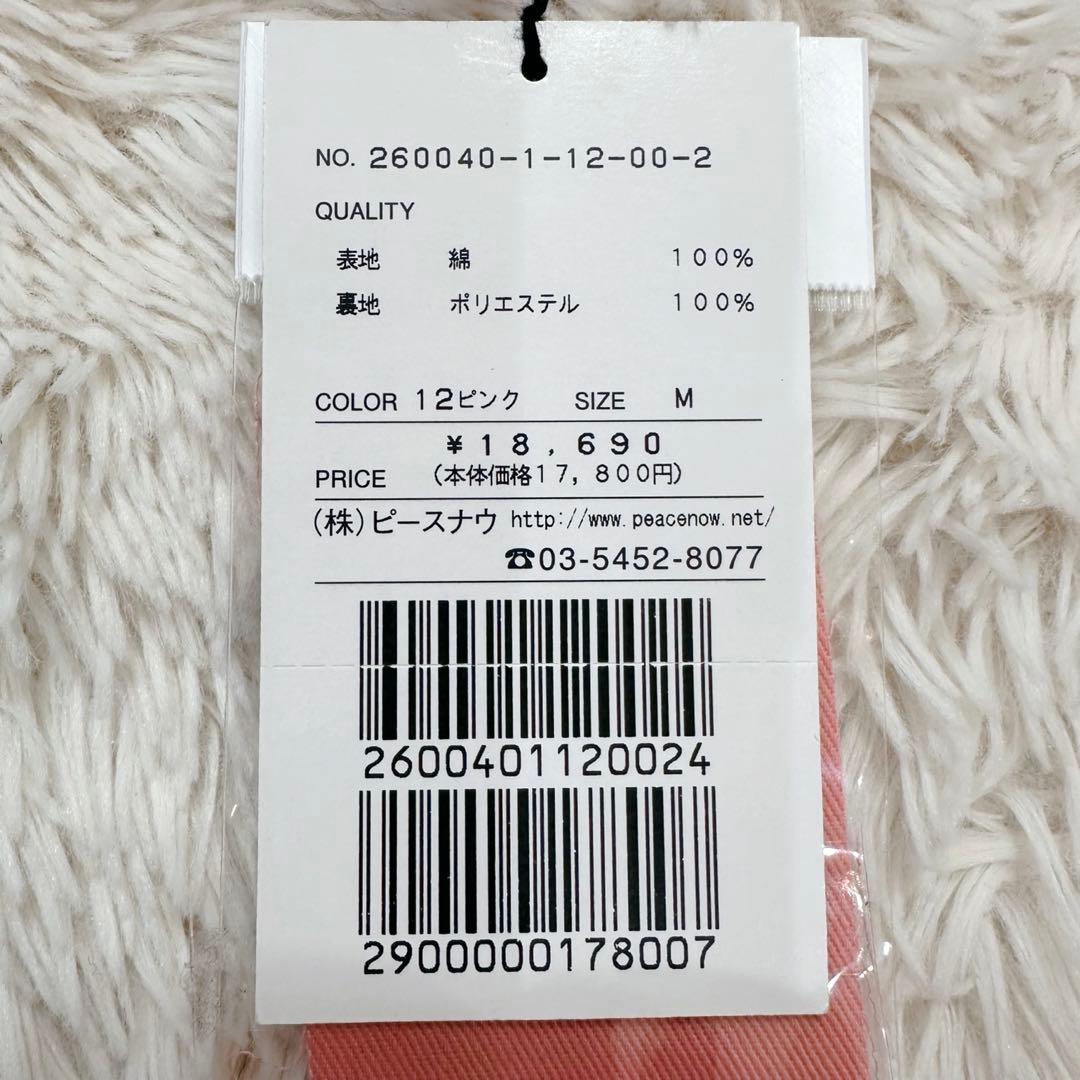 NO. 260040-1-12-00-2
QUALITY
表地 綿 100%
裏地 ポリエステル 100%
COLOR 12ピンク SIZE M
¥18,690
PRICE (本体価格17,800円)
(株)ピースナウ http://www.peacenow.net/
☎03-5452-8077
2600401120024
2900000178007